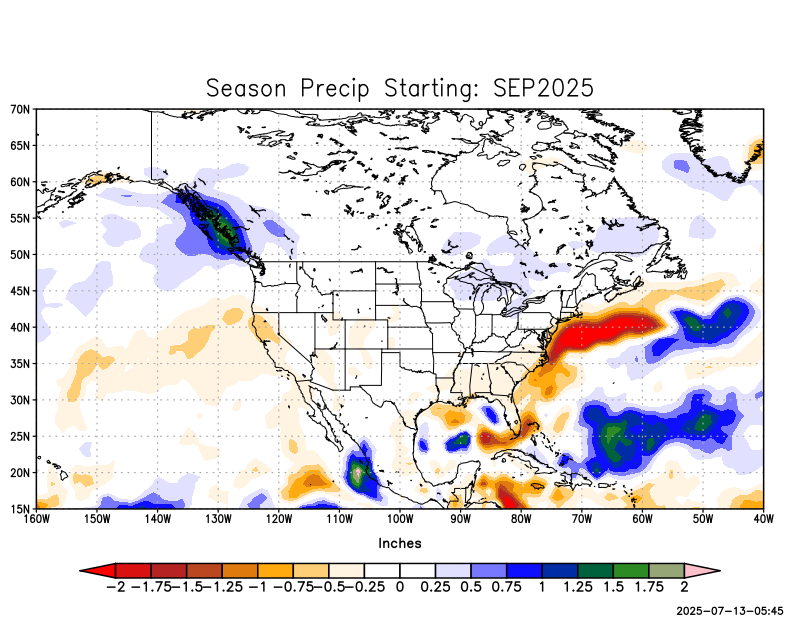 Season Precip Starting: SEP2025
70N
65N
60N
55N
50N
45N
40N
35N
30N
25N
20N
15N
160W 150W 140W 130W 120W 110W 100W 90W 80W 70W 60W 50W 40W
Inches
-2 -1.75 -1.5 -1.25 -1 -0.75 -0.5 -0.25 0 0.25 0.5 0.75 1 1.25 1.5 1.75 2
2025-07-13-05:45